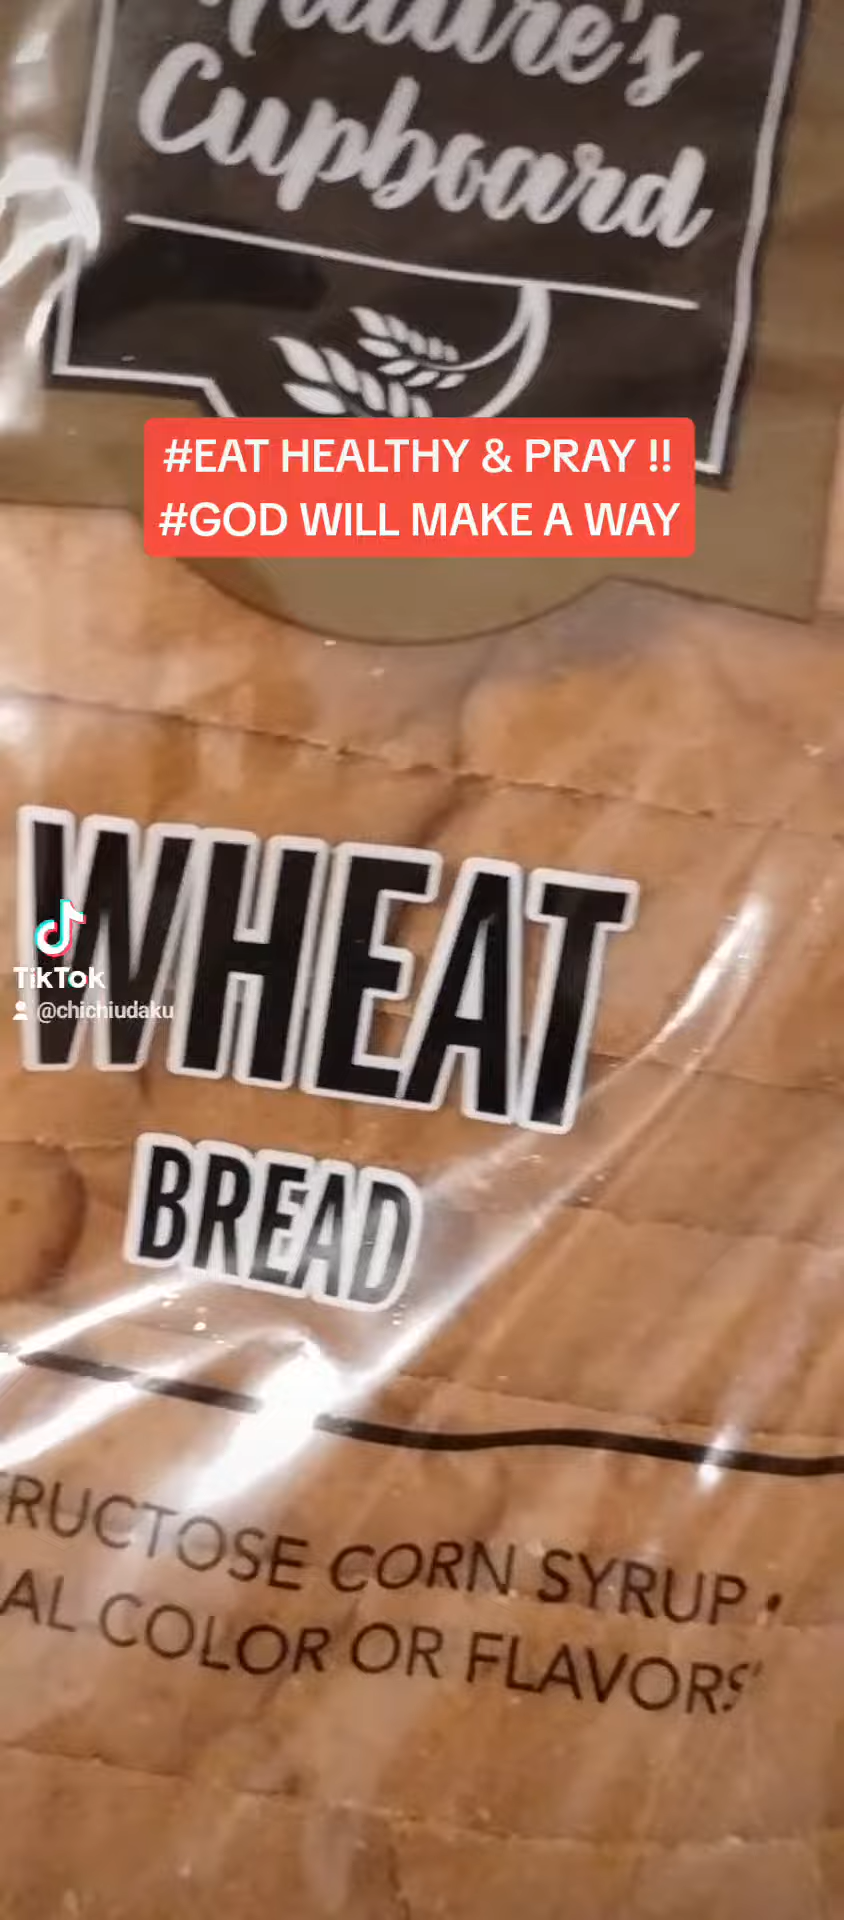 Nature's
Cupboard
#EAT HEALTHY & PRAY !!
#GOD WILL MAKE A WAY
WHEAT
TikTok
@chichiudaku
BREAD
RUCTOSE CORN SYRUP •
AL COLOR OR FLAVORS